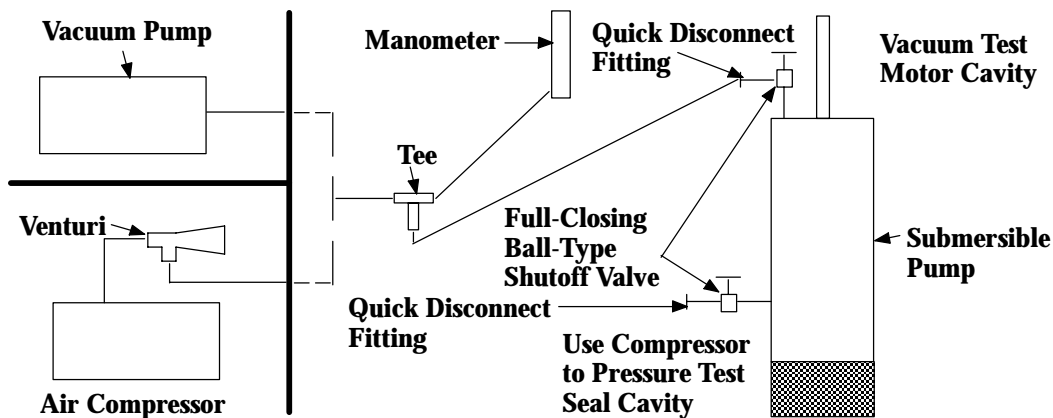 Vacuum Pump
Manometer
Quick Disconnect
Fitting
Vacuum Test
Motor Cavity
Tee
Venturi
Full-Closing
Ball-Type
Shutoff Valve
Submersible
Pump
Quick Disconnect
Fitting
Use Compressor
to Pressure Test
Seal Cavity
Air Compressor